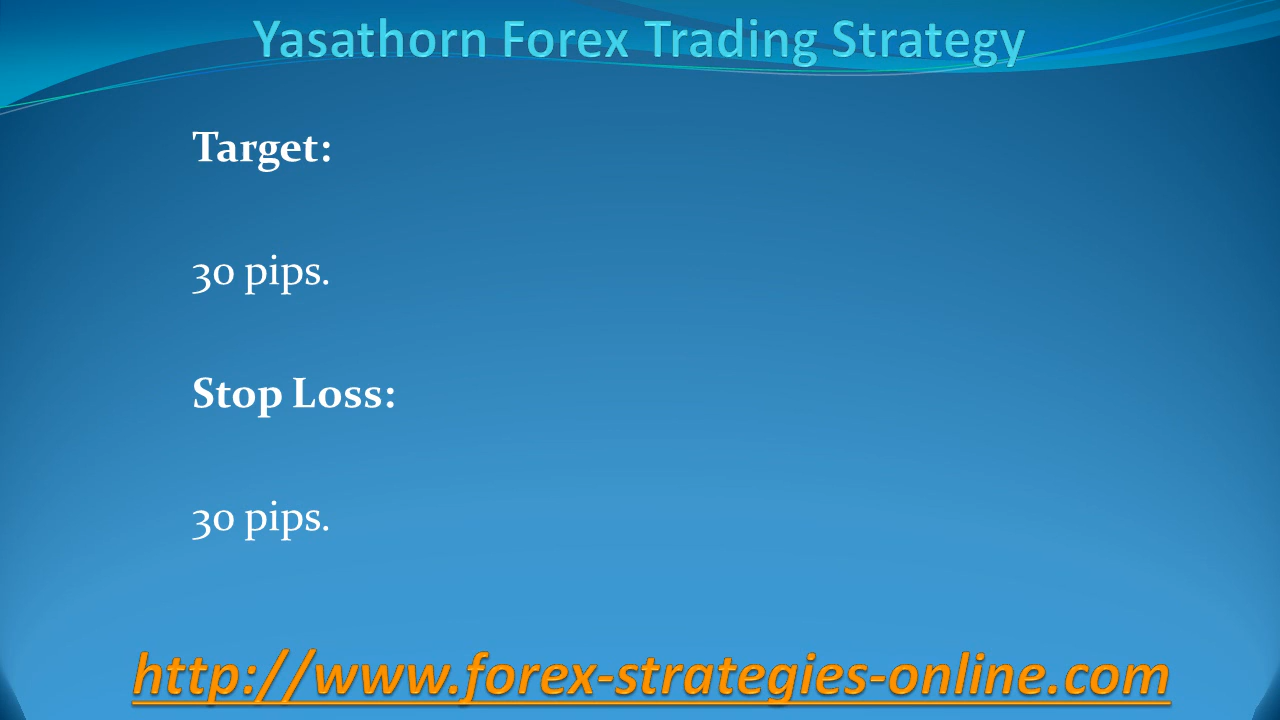 Yasathorn Forex Trading Strategy
Target:
30 pips.
Stop Loss:
30 pips.
http://www.forex-strategies-online.com